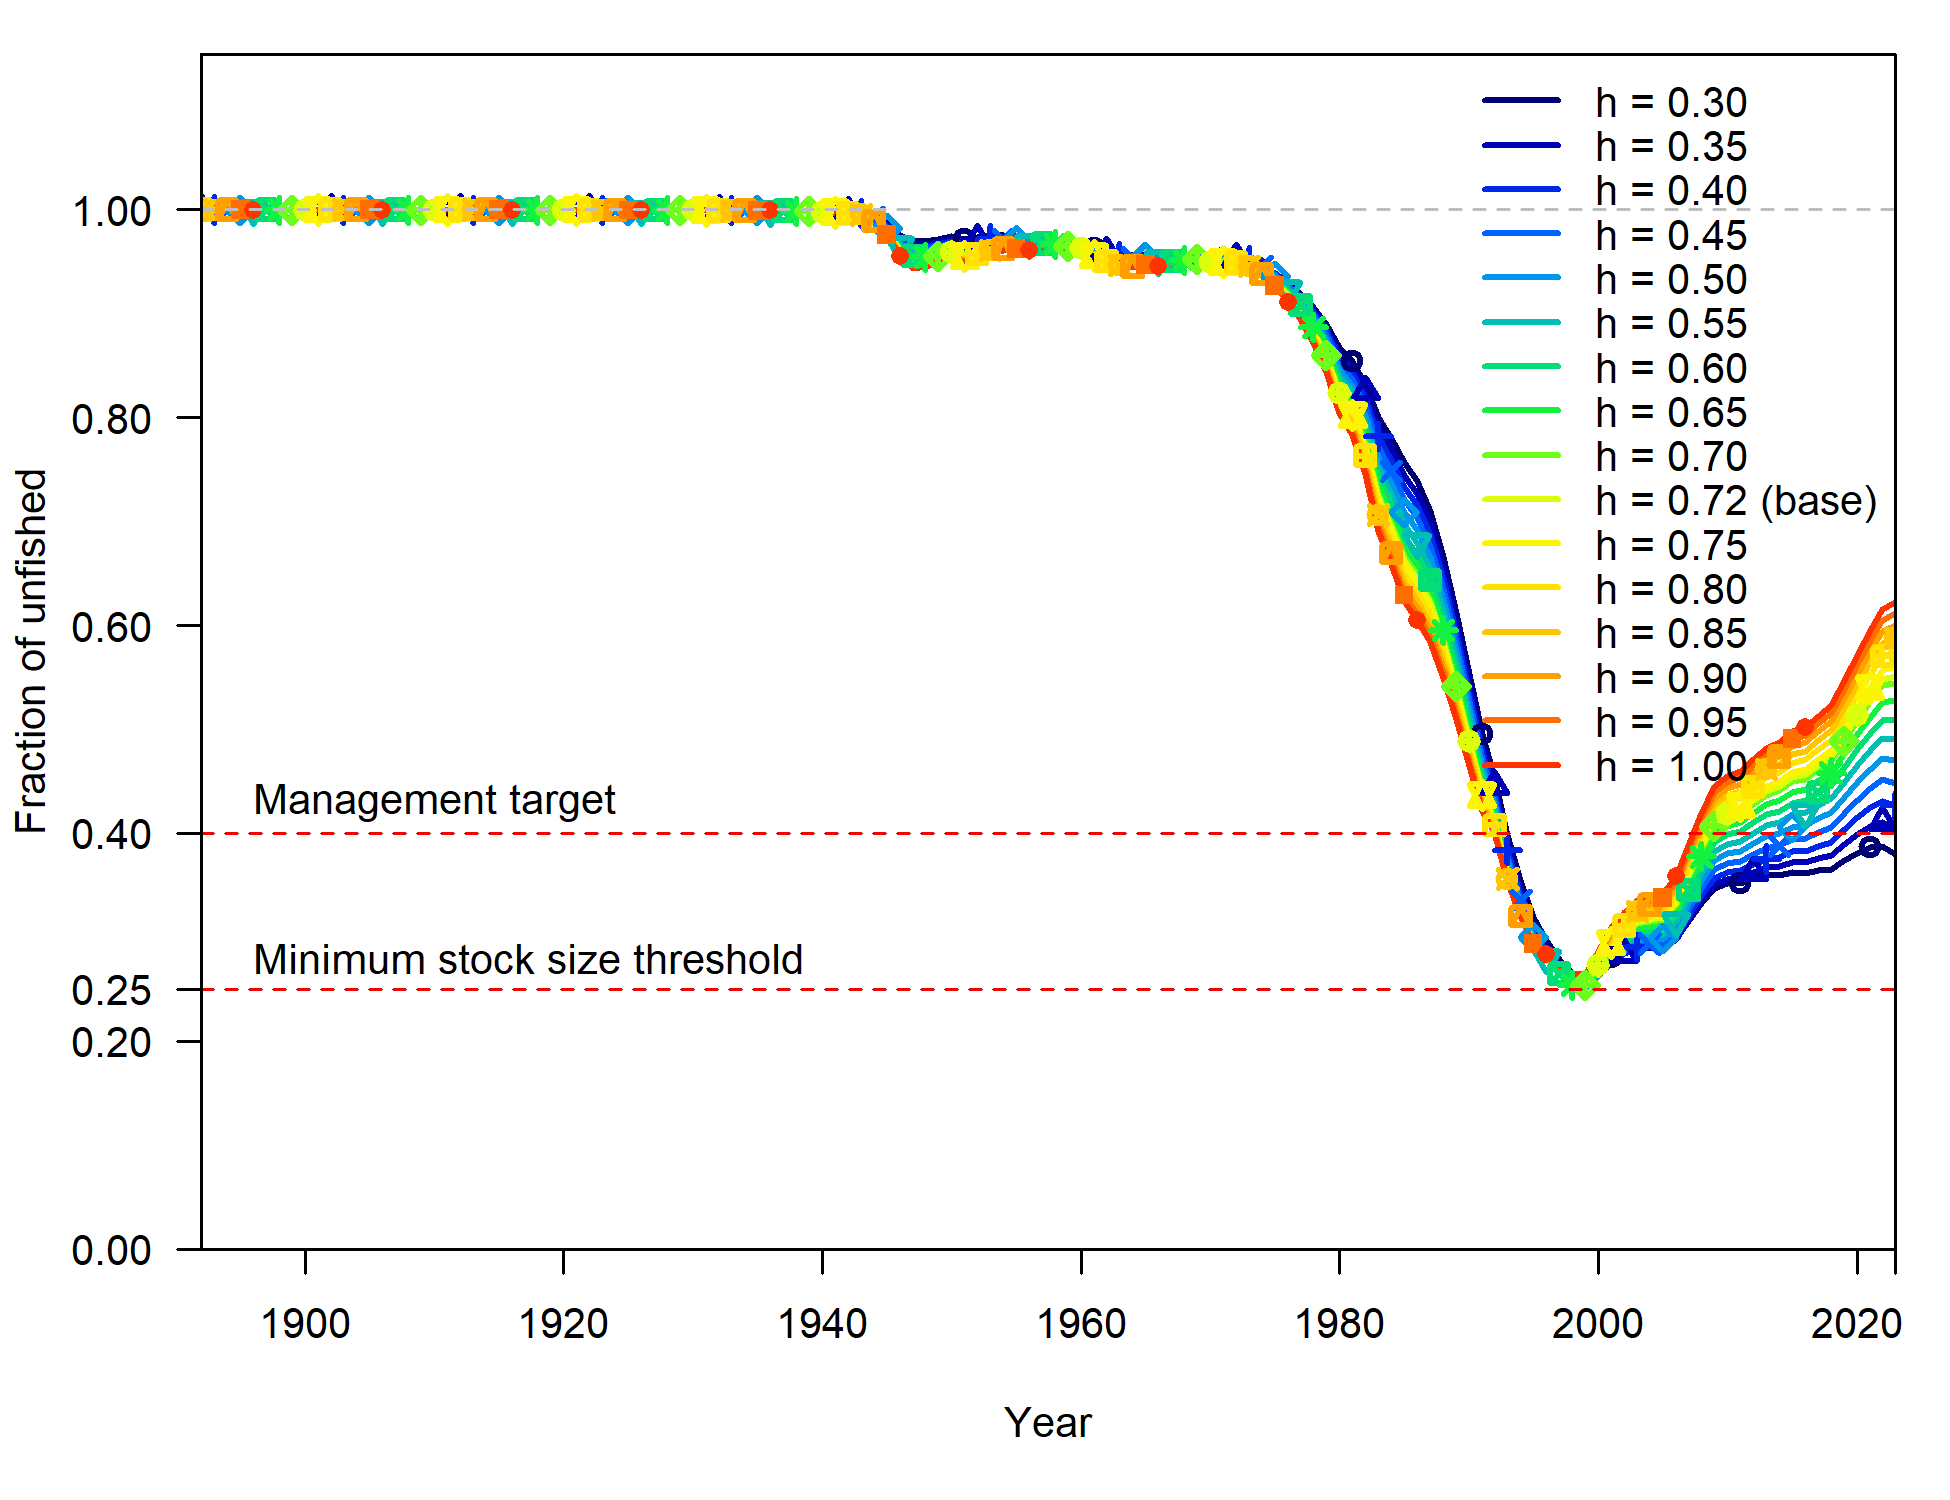 h = 0.30
h = 0.35
h = 0.40
h = 0.45
h = 0.50
h = 0.55
h = 0.60
h = 0.65
h = 0.70
h = 0.72 (base)
h = 0.75
h = 0.80
h = 0.85
h = 0.90
h = 0.95
h = 1.00
Fraction of unfished
1.00
0.80
0.60
0.40
0.25
0.20
0.00
Management target
Minimum stock size threshold
1900 1920 1940 1960 1980 2000 2020
Year